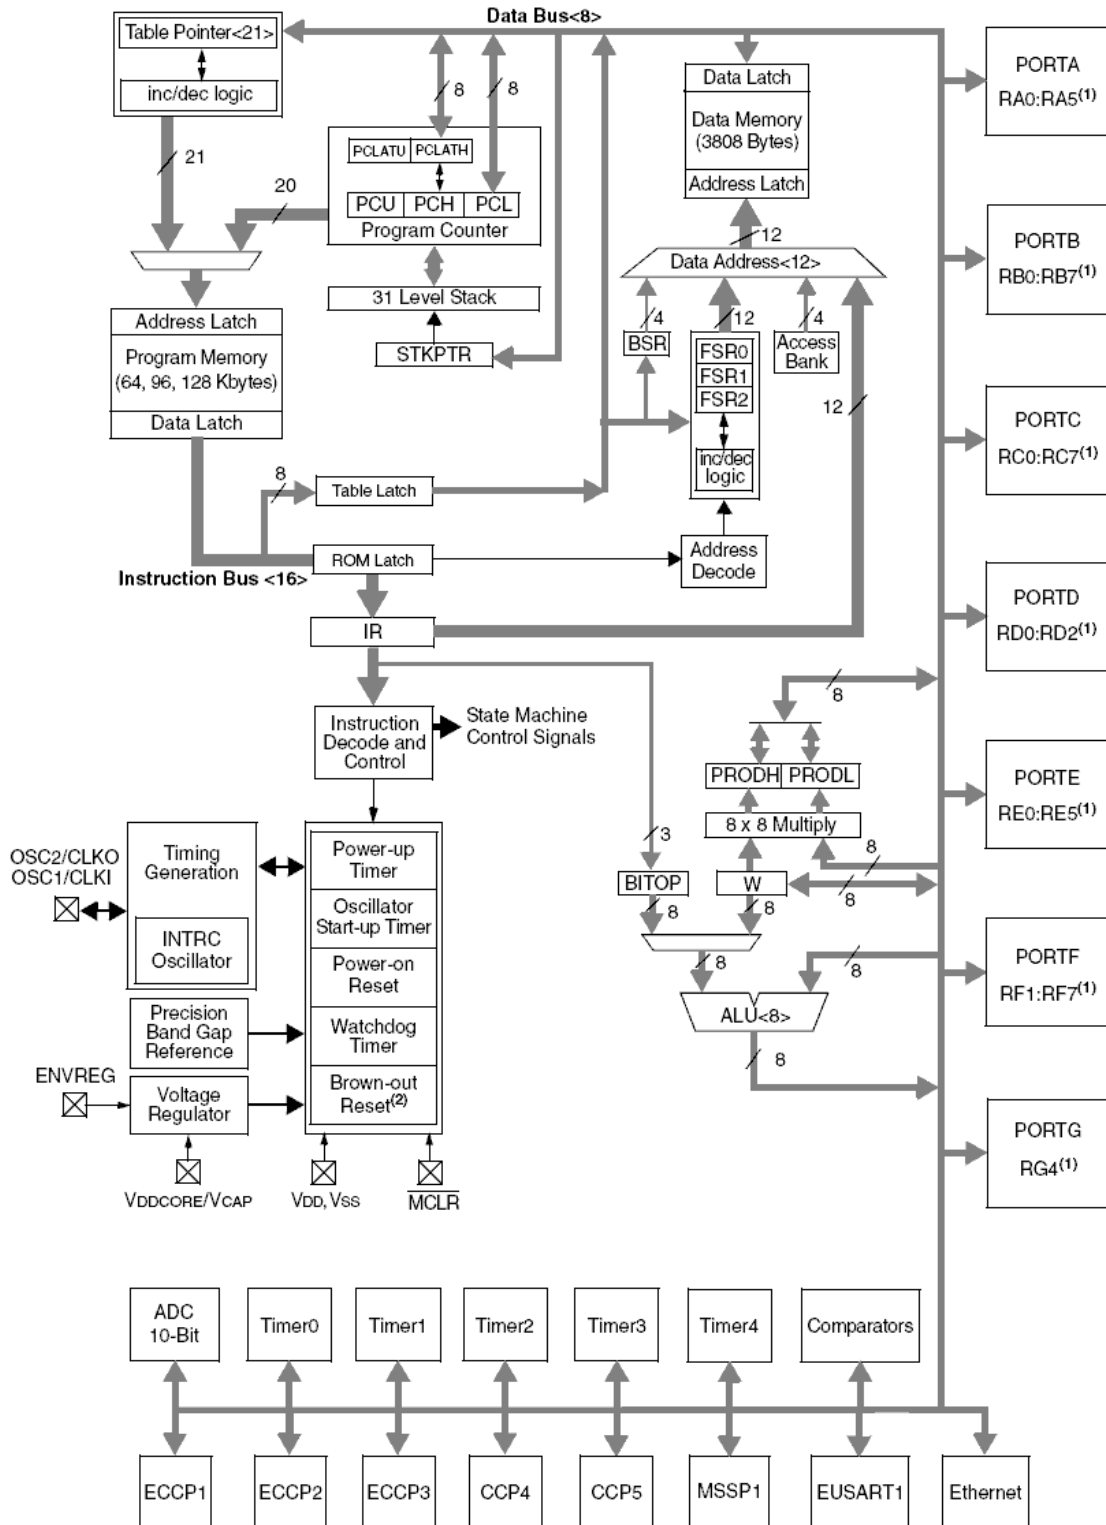 Data Bus<8>
Table Pointer<21>
inc/dec logic
21
20
8
8
PCLATU PCLATH
PCU PCH PCL
Program Counter
31 Level Stack
STKPTR
Data Latch
Data Memory
(3808 Bytes)
Address Latch
12
Data Address<12>
4
12
4
BSR
FSR0
FSR1
FSR2
inc/dec
logic
Access
Bank
12
Address Latch
Program Memory
(64, 96, 128 Kbytes)
Data Latch
8
Table Latch
ROM Latch
Instruction Bus <16>
Address
Decode
IR
Instruction
Decode and
Control
State Machine
Control Signals
8
PRODH PRODL
8 x 8 Multiply
3
8
BITOP
W
8
8
8
8
8
ALU<8>
8
OSC2/CLKO
OSC1/CLKI
Timing
Generation
INTRC
Oscillator
Power-up
Timer
Oscillator
Start-up Timer
Power-on
Reset
Watchdog
Timer
Brown-out
Reset(2)
Precision
Band Gap
Reference
ENVREG
Voltage
Regulator
VDDCORE/VCAP
VDD, VSS
MCLR
PORTA
RA0:RA5(1)
PORTB
RB0:RB7(1)
PORTC
RC0:RC7(1)
PORTD
RD0:RD2(1)
PORTE
RE0:RE5(1)
PORTF
RF1:RF7(1)
PORTG
RG4(1)
ADC
10-Bit
Timer0
Timer1
Timer2
Timer3
Timer4
Comparators
ECCP1
ECCP2
ECCP3
CCP4
CCP5
MSSP1
EUSART1
Ethernet